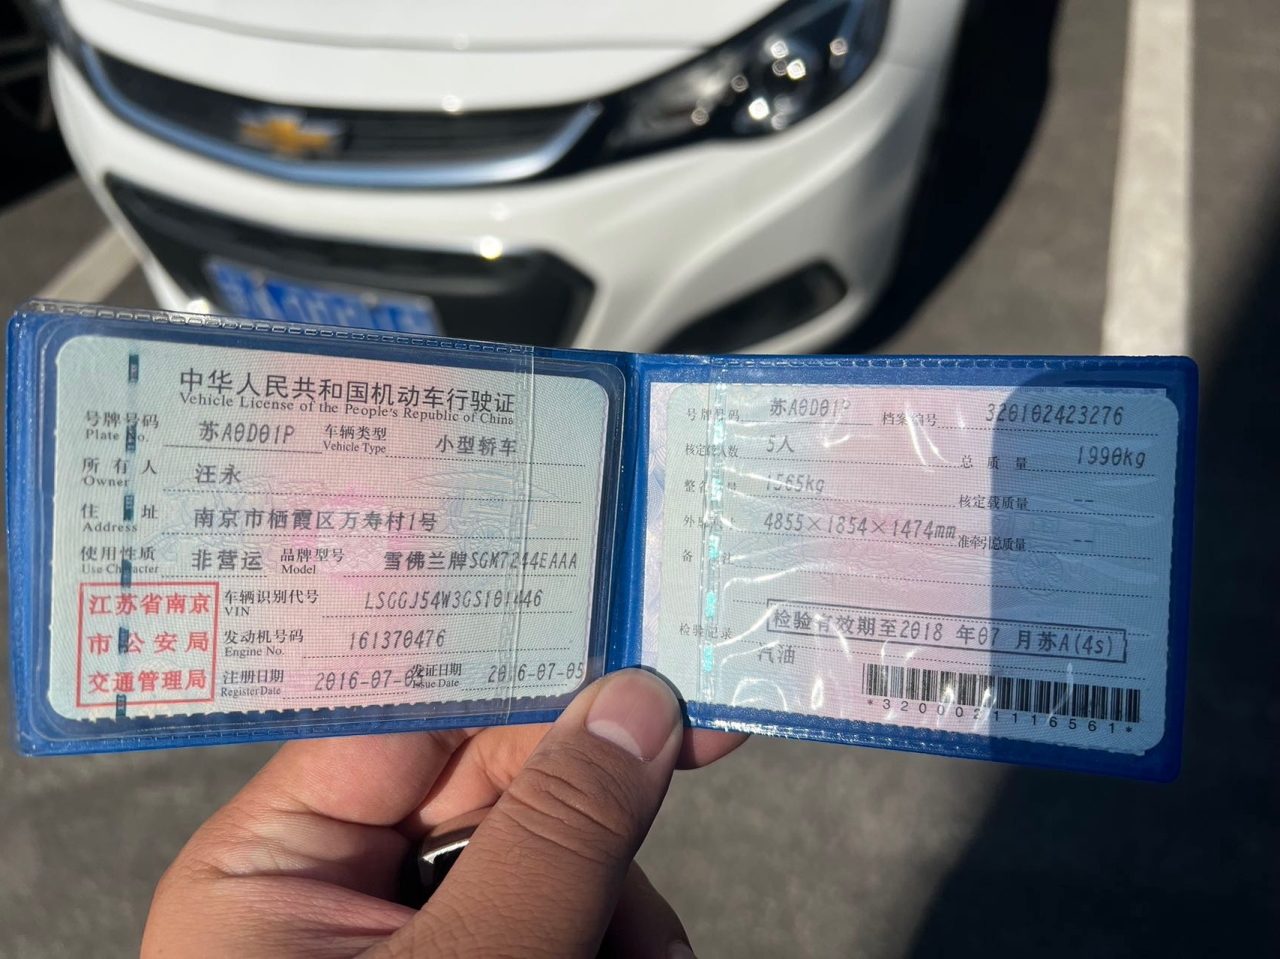 中华人民共和国机动车行驶证
Vehicle License of the People's Republic of China
号牌号码 苏A0D01P 车辆类型 小型轿车
Plate No. Vehicle Type
所有人 汪永
Owner
住址 南京市栖霞区万寿村1号
Address
使用性质 非营运 品牌型号 雪佛兰牌SGM7244EAAA
Use Character Model
江苏省南京
市公安局
交通管理局
车辆识别代号 LSGGJ54W3GS101446
VIN
发动机号码 161370476
Engine No.
注册日期 2016-07-05 发证日期 2016-07-05
Register Date Issue Date
号牌号码 苏A0D01P 档案编号 320102423276
核定载人数 5人 总质量 1990kg
整备质量 1565kg 核定载质量 --
外廓尺寸 4855×1854×1474mm 准牵引总质量 --
备注
检验记录 检验有效期至2018年07月苏A(4s)
汽油
*3200021116561*